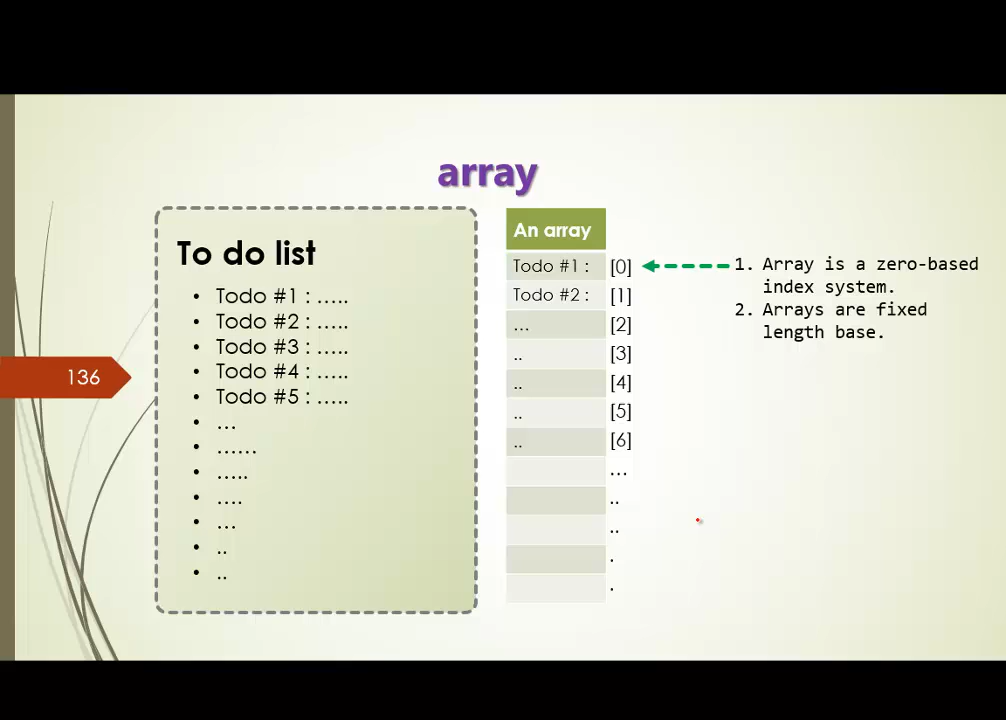 array
To do list
• Todo #1 : …..
• Todo #2 : …..
• Todo #3 : …..
• Todo #4 : …..
• Todo #5 : …..
• …
• ……
• …..
• ….
• …
• ..
• ..
136
An array
Todo #1 : [0]
Todo #2 : [1]
... [2]
.. [3]
.. [4]
.. [5]
.. [6]
...
..
..
.
.
1. Array is a zero-based
index system.
2. Arrays are fixed
length base.